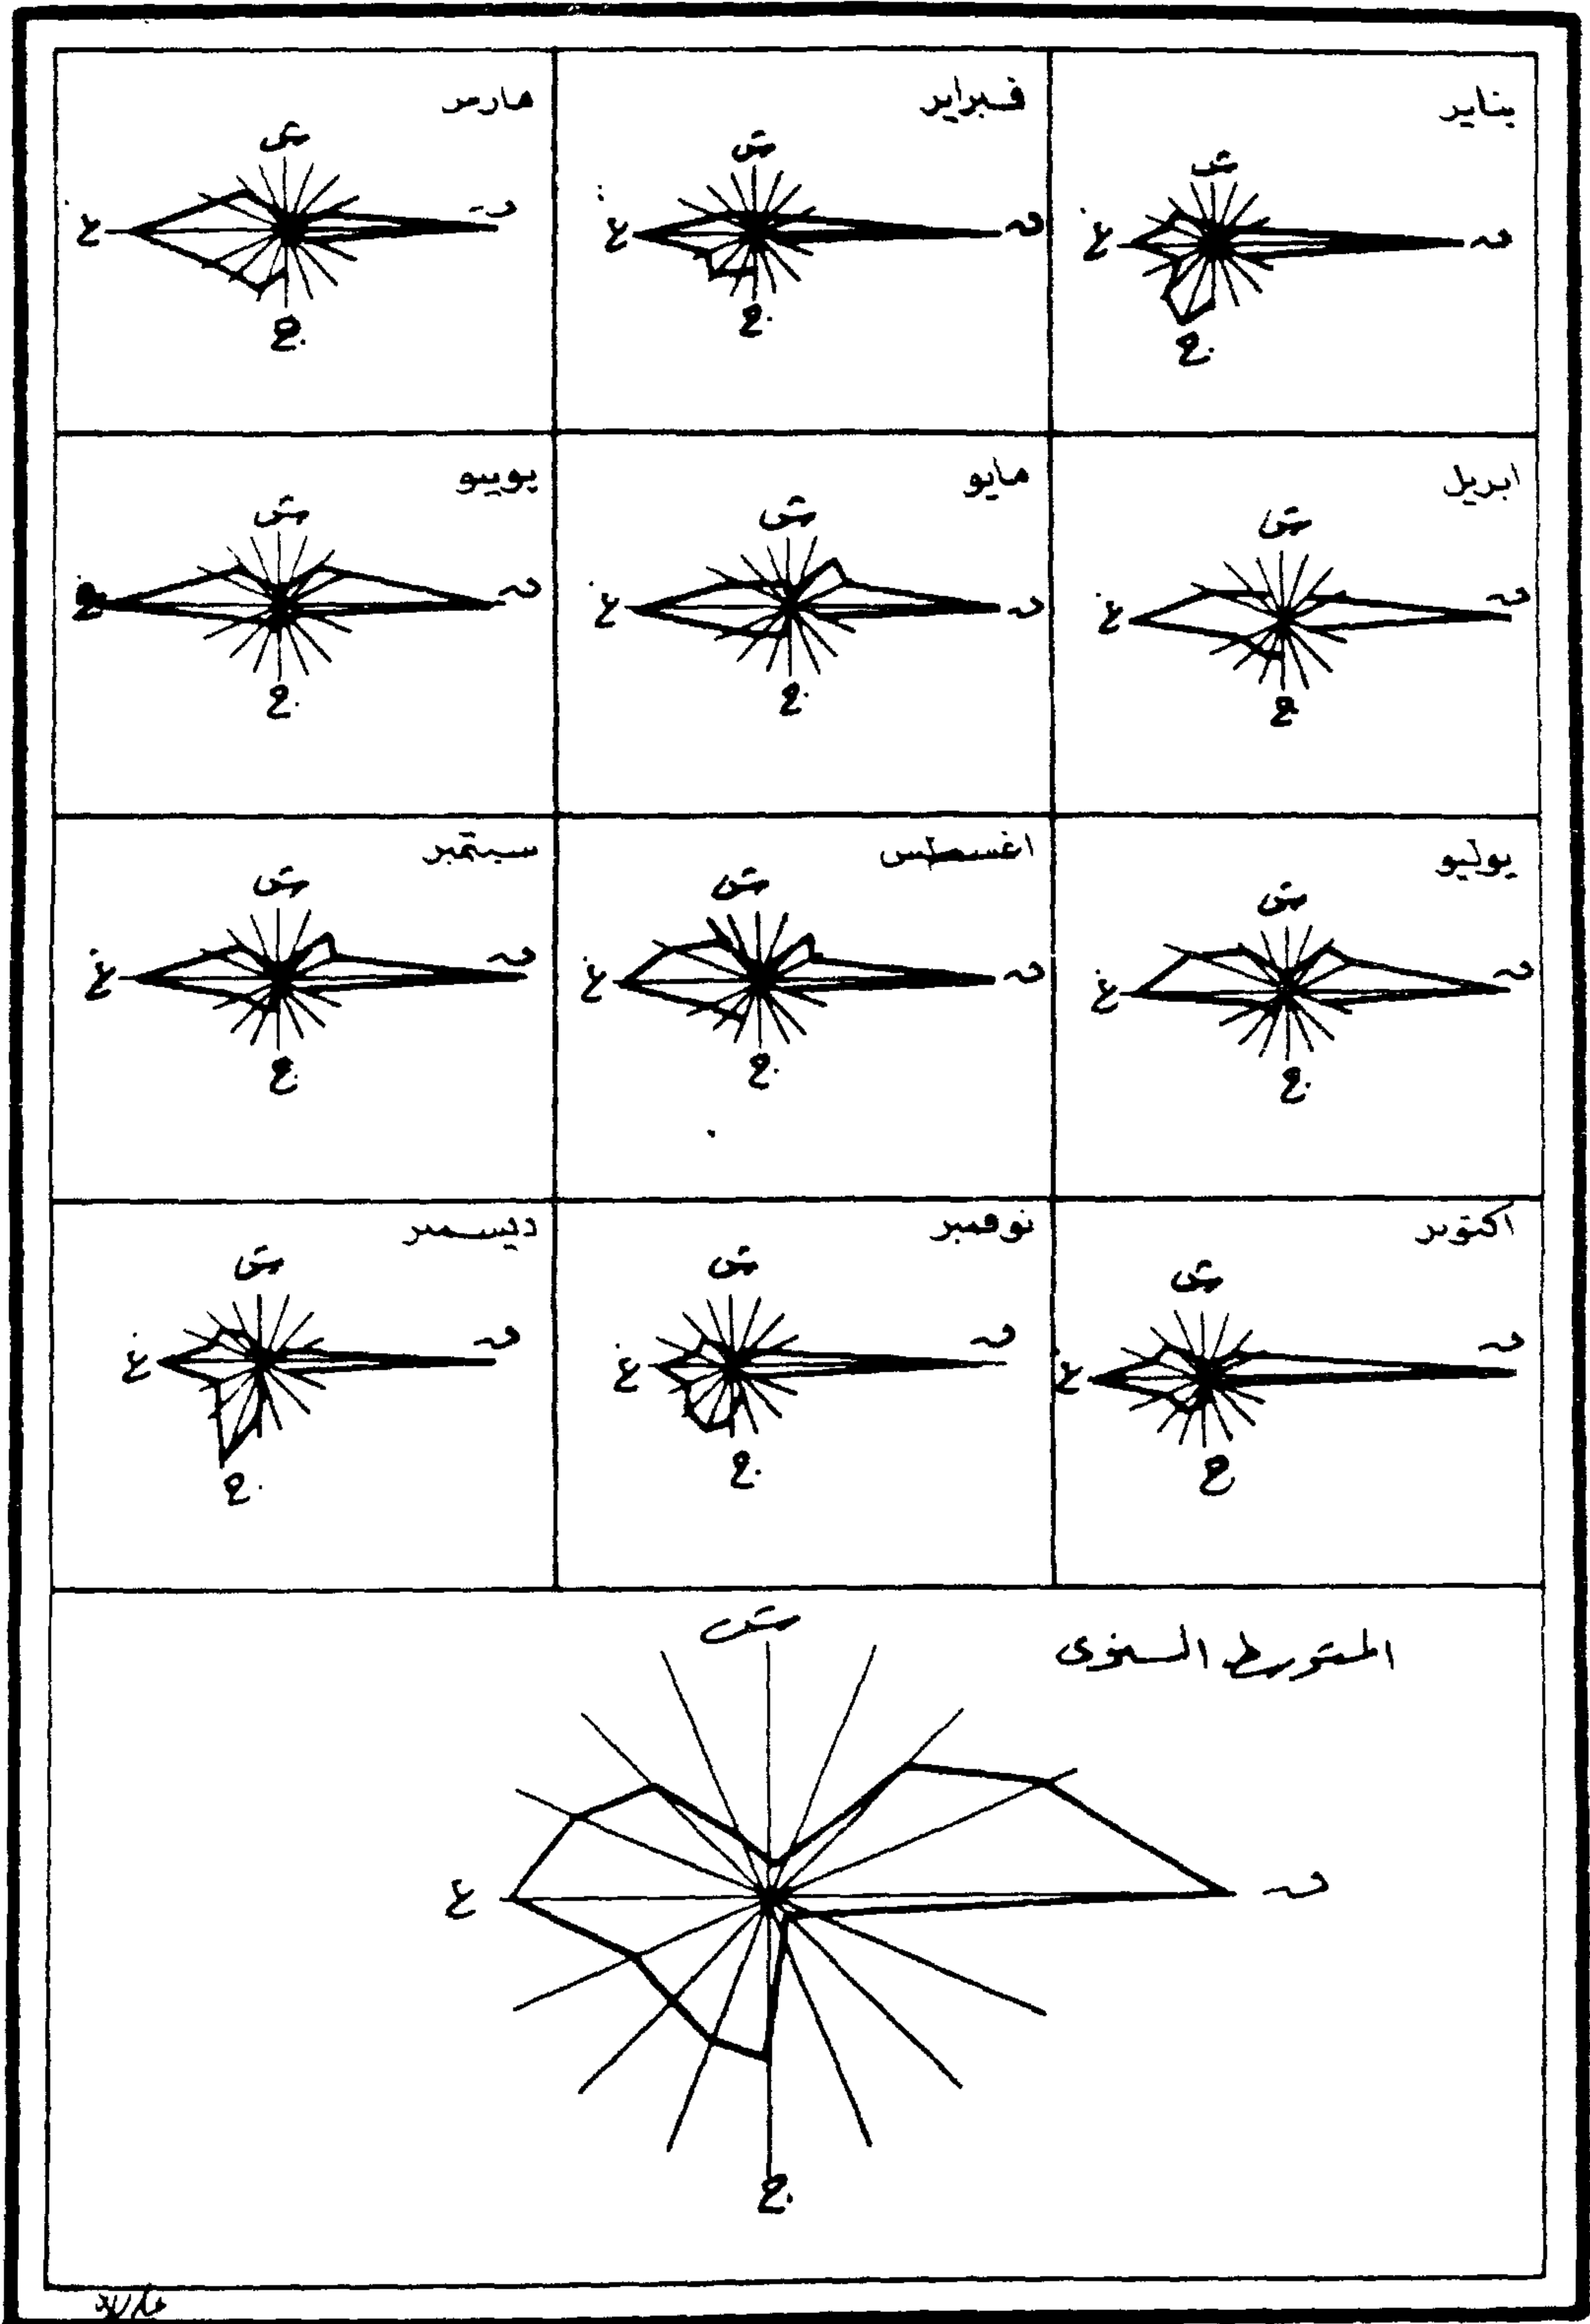 يناير
ش
ق
غ
ج
فبراير
ش
ق
غ
ج
مارس
ش
ق
غ
ج
ابريل
ش
ق
غ
ج
مايو
ش
ق
غ
ج
يونيو
ش
ق
غ
ج
يوليو
ش
ق
غ
ج
اغسطس
ش
ق
غ
ج
سبتمبر
ش
ق
غ
ج
اكتوبر
ش
ق
غ
ج
نوفمبر
ش
ق
غ
ج
ديسمبر
ش
ق
غ
ج
المتوسط السنوى
ش
ق
غ
ج